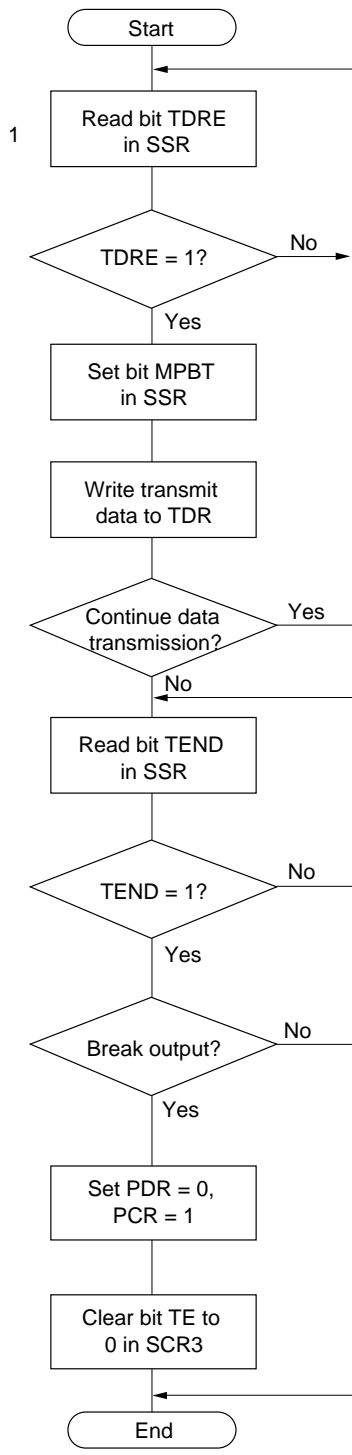 Start
1
Read bit TDRE
in SSR
TDRE = 1?
No
Yes
Set bit MPBT
in SSR
Write transmit
data to TDR
Continue data
transmission?
Yes
No
Read bit TEND
in SSR
TEND = 1?
No
Yes
Break output?
No
Yes
Set PDR = 0,
PCR = 1
Clear bit TE to
0 in SCR3
End